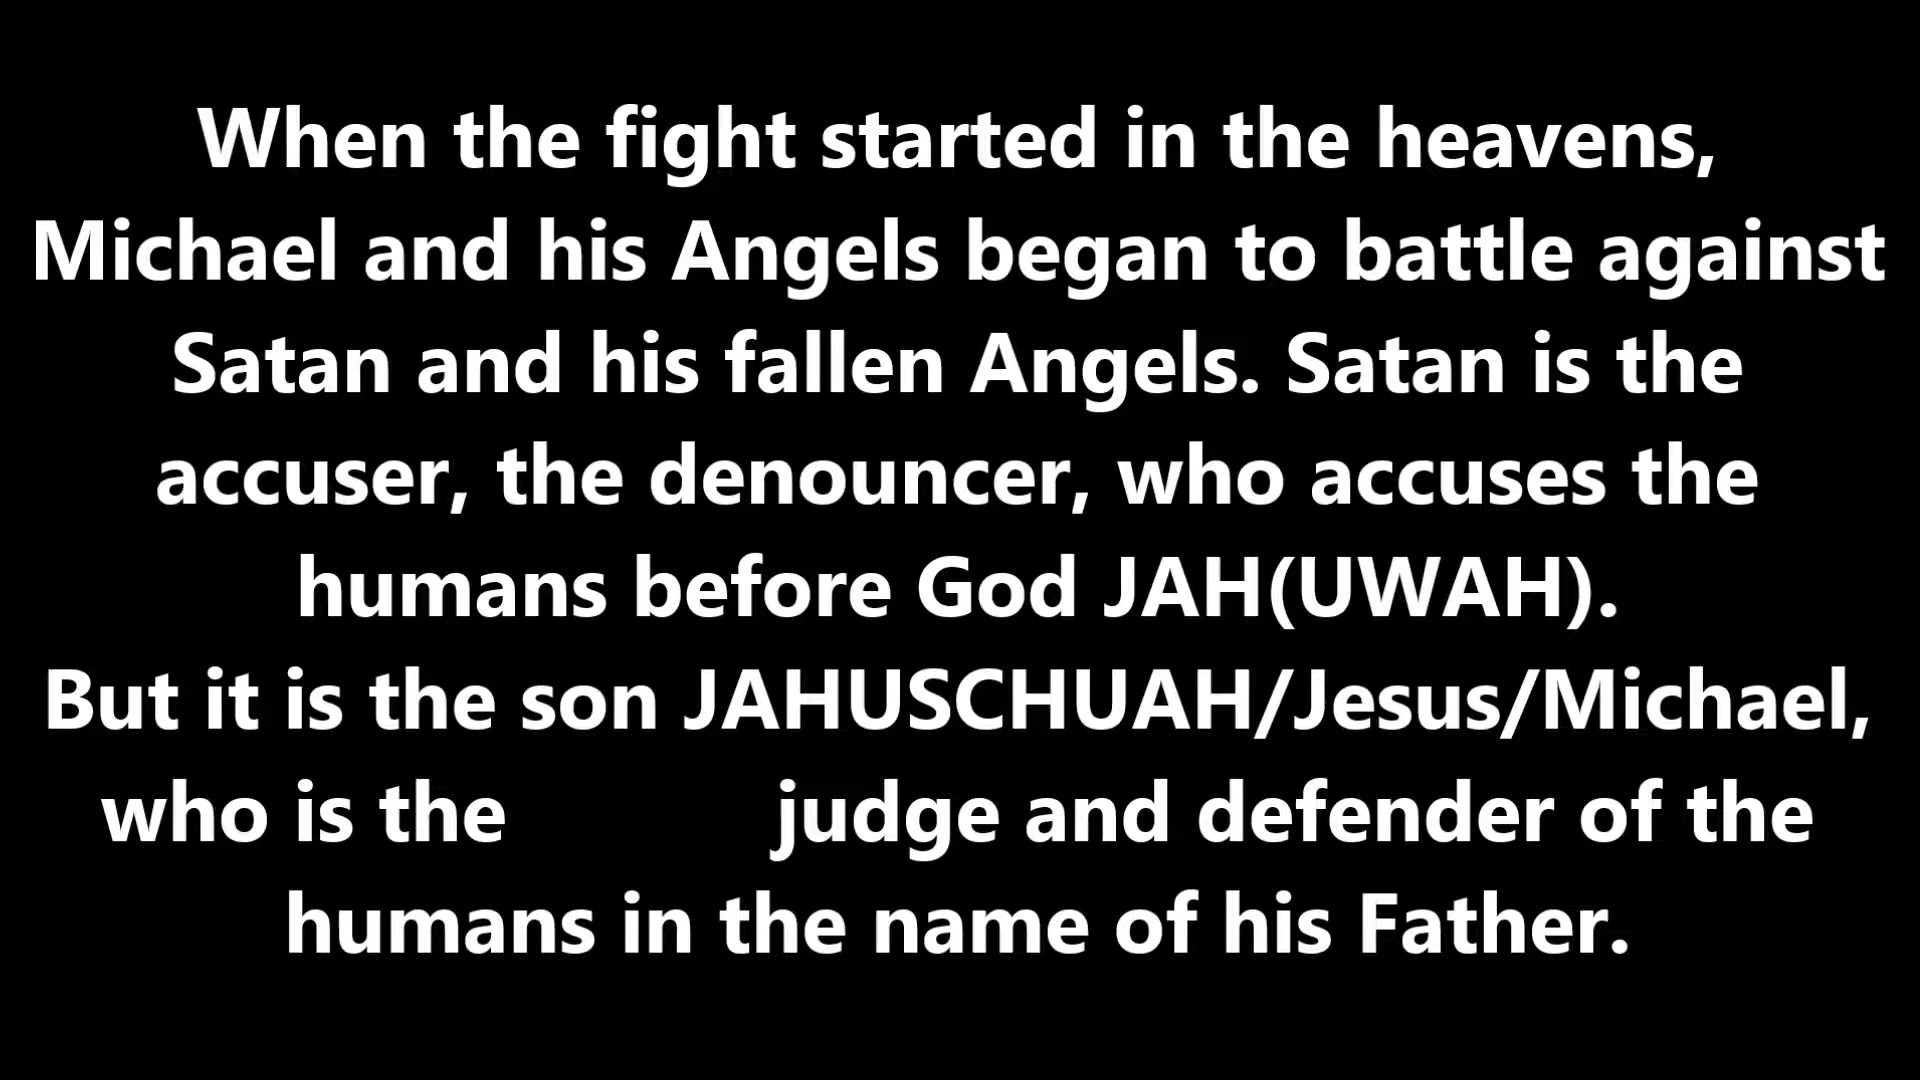 When the fight started in the heavens,
Michael and his Angels began to battle against
Satan and his fallen Angels. Satan is the
accuser, the denouncer, who accuses the
humans before God JAH(UWAH).
But it is the son JAHUSCHUAH/Jesus/Michael,
who is the judge and defender of the
humans in the name of his Father.